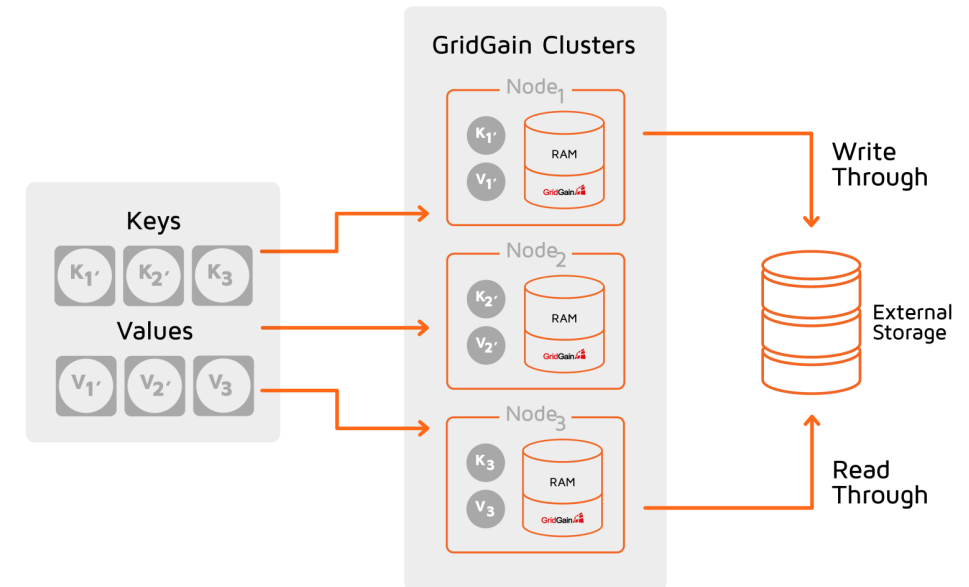 GridGain Clusters
Node1
K1′
V1′
RAM
GridGain
Node2
K2′
V2′
RAM
GridGain
Node3
K3
V3
RAM
GridGain
Keys
K1′ K2′ K3
Values
V1′ V2′ V3
Write
Through
External
Storage
Read
Through